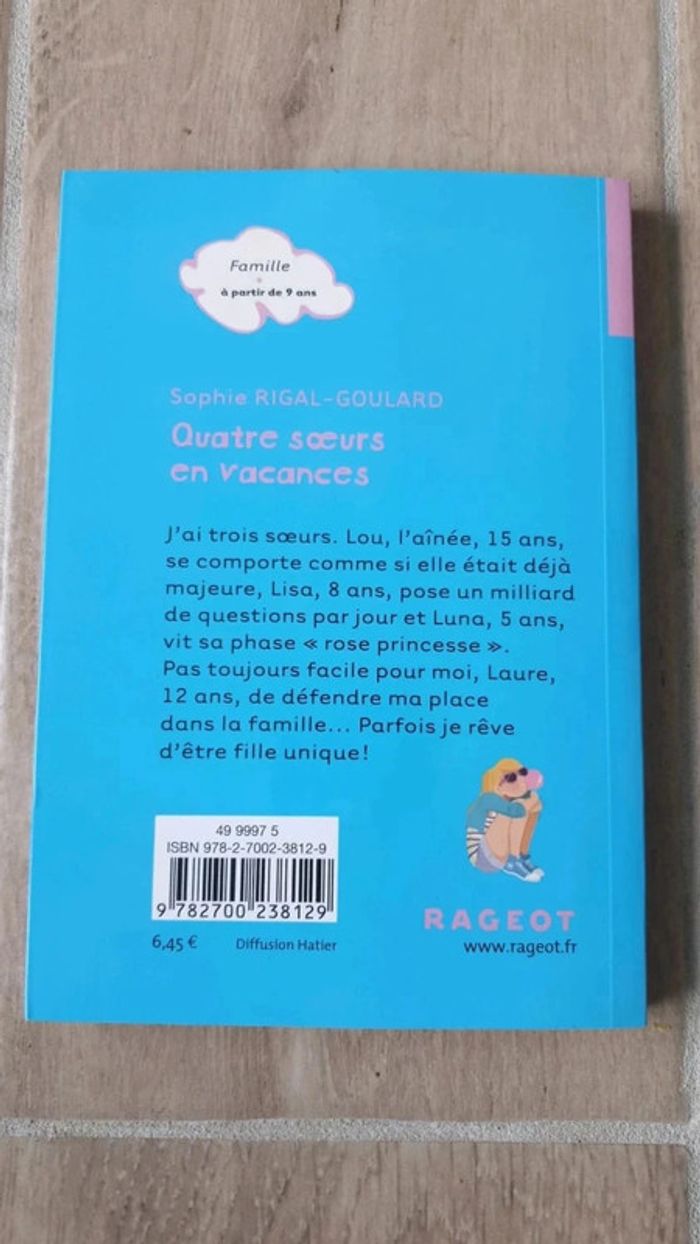 Famille
à partir de 9 ans
Sophie RIGAL-GOULARD
Quatre sœurs
en vacances
J'ai trois sœurs. Lou, l'aînée, 15 ans,
se comporte comme si elle était déjà
majeure, Lisa, 8 ans, pose un milliard
de questions par jour et Luna, 5 ans,
vit sa phase « rose princesse ».
Pas toujours facile pour moi, Laure,
12 ans, de défendre ma place
dans la famille... Parfois je rêve
d'être fille unique!
49 9997 5
ISBN 978-2-7002-3812-9
9 782700 238129
6,45 € Diffusion Hatier
RAGEOT
www.rageot.fr